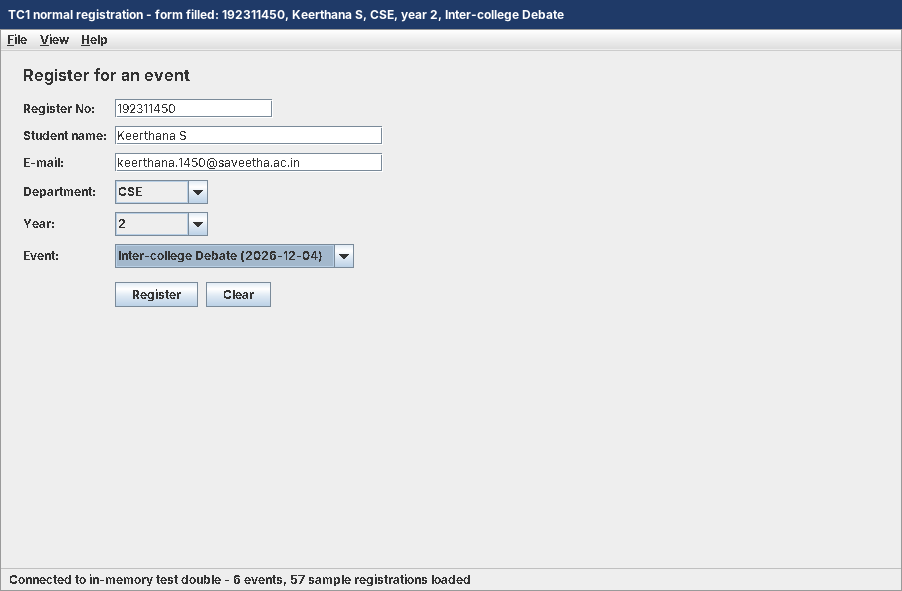 TC1 normal registration - form filled: 192311450, Keerthana S, CSE, year 2, Inter-college Debate
File View Help
Register for an event
Register No: 192311450
Student name: Keerthana S
E-mail: keerthana.1450@saveetha.ac.in
Department: CSE
Year: 2
Event: Inter-college Debate (2026-12-04)
Register Clear
Connected to in-memory test double - 6 events, 57 sample registrations loaded